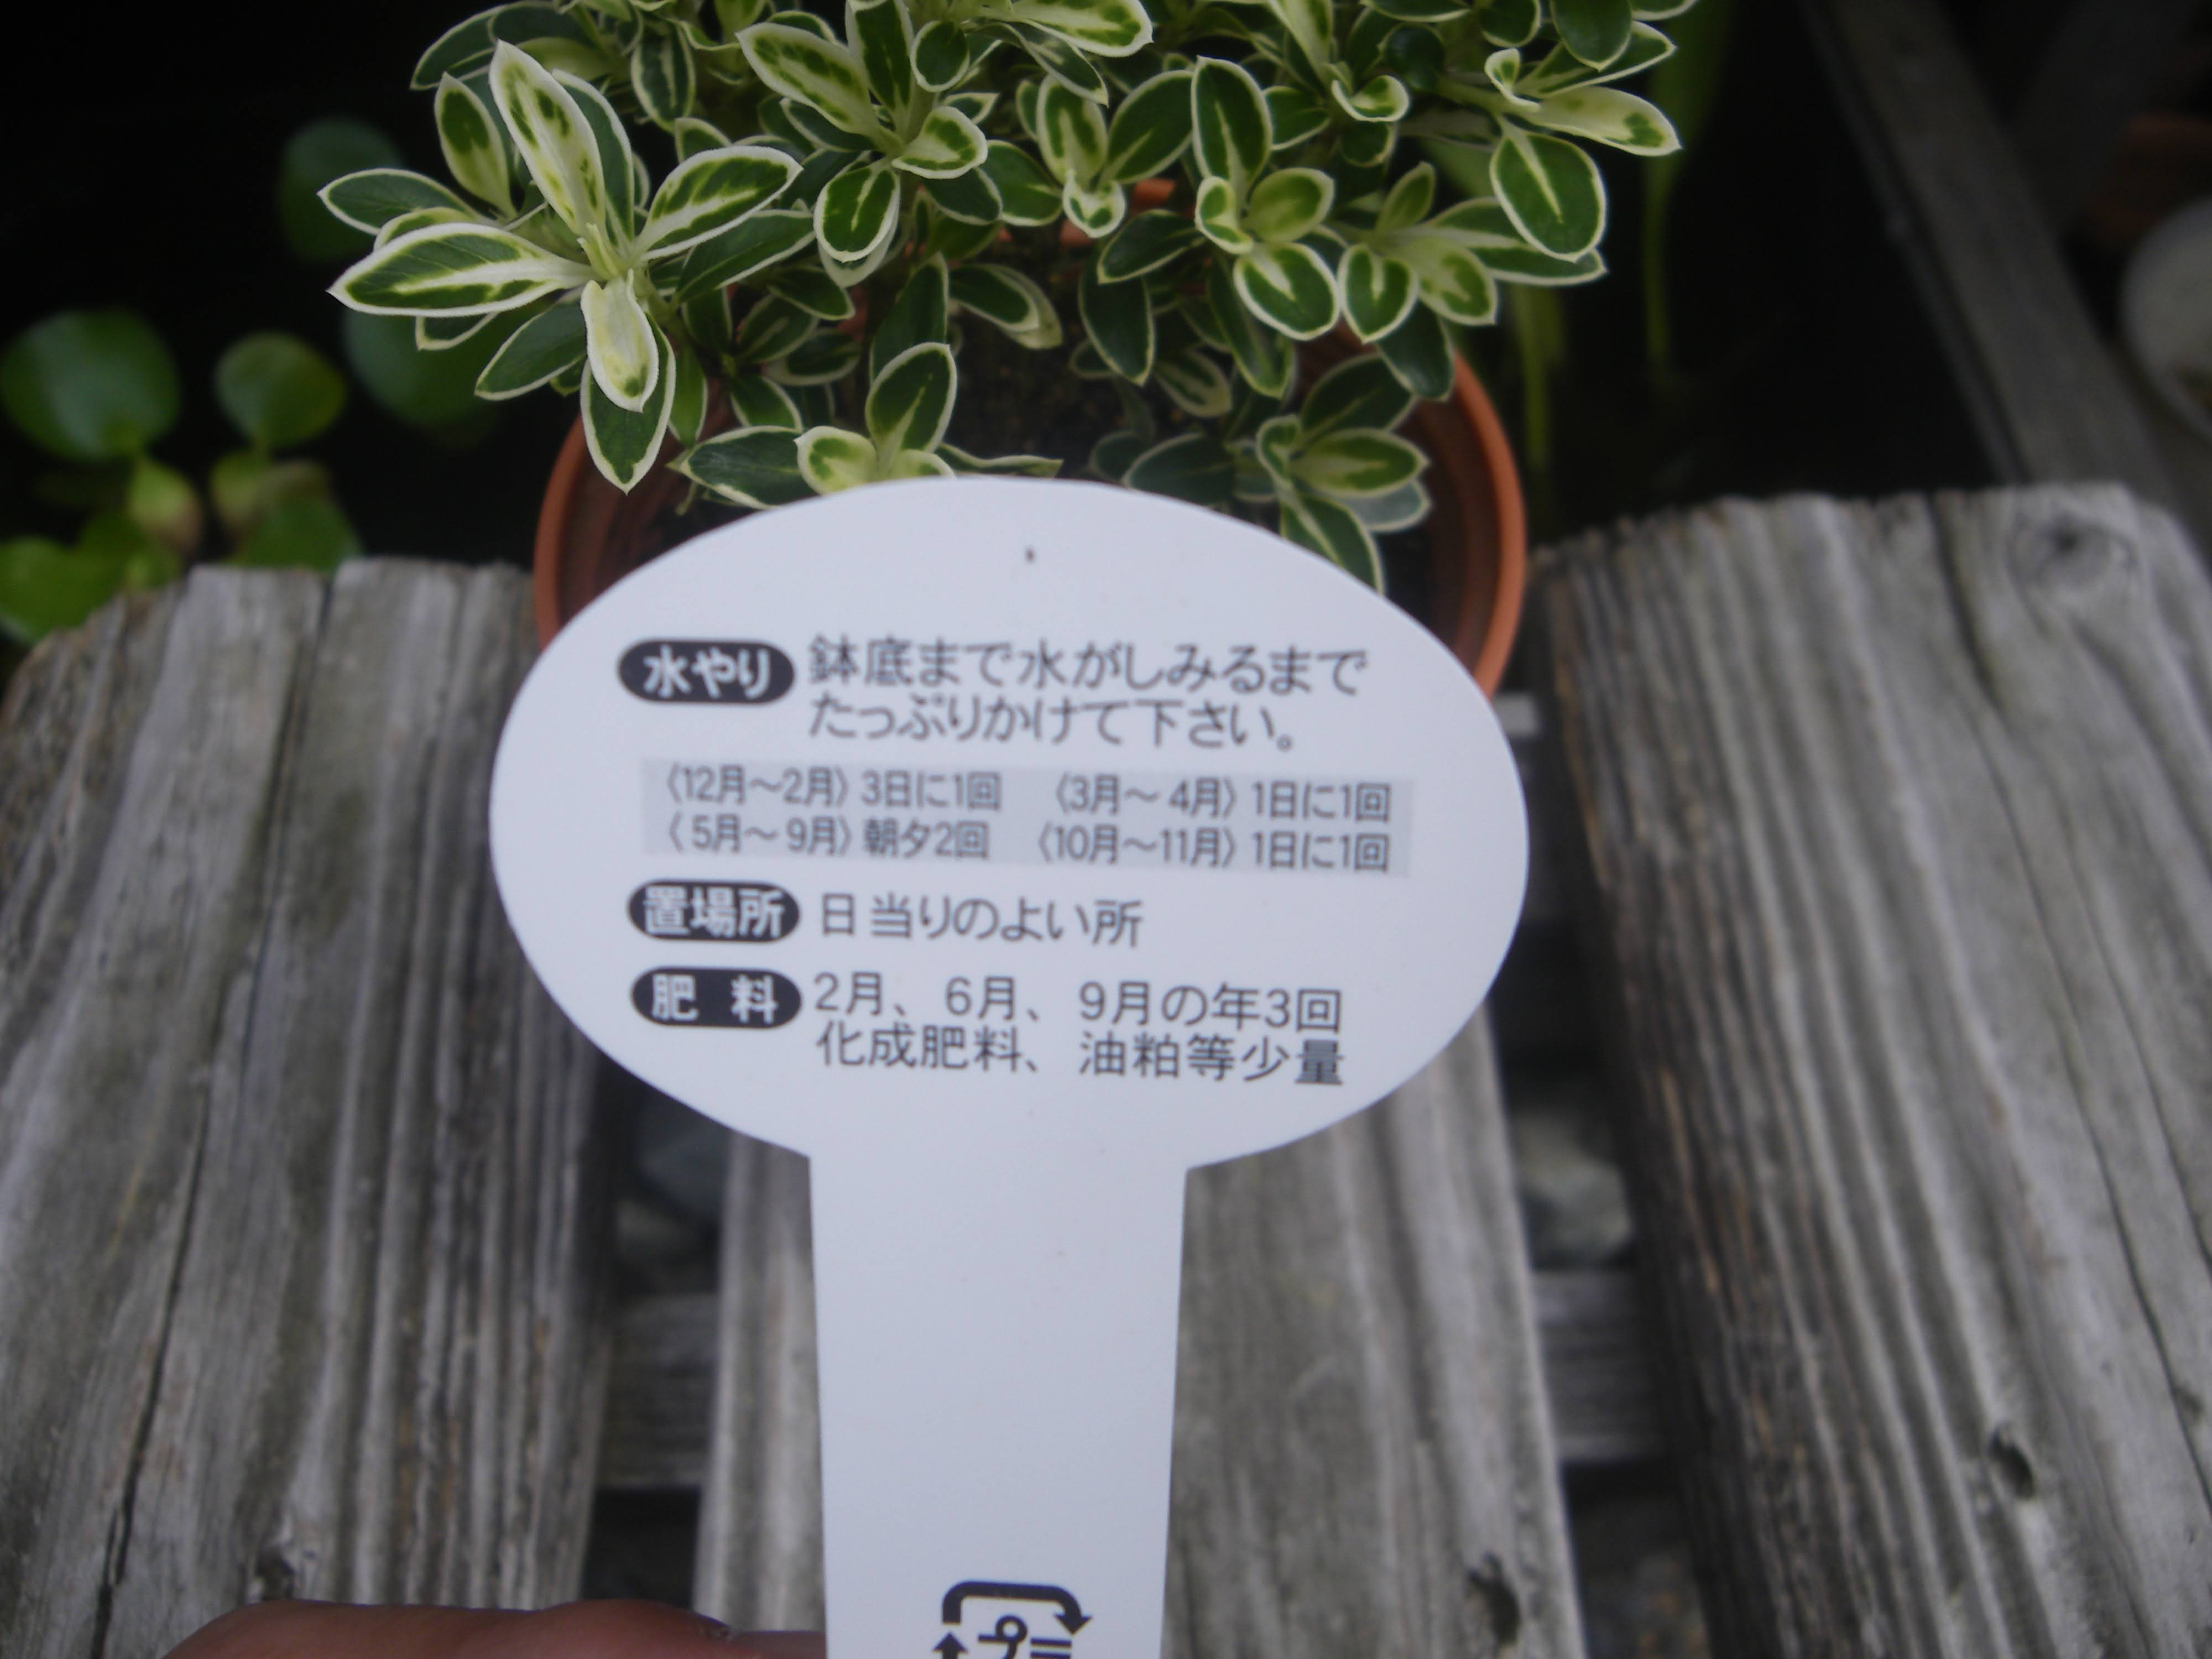 水やり 鉢底まで水がしみるまで
たっぷりかけて下さい。
〈12月～2月〉3日に1回 〈3月～4月〉1日に1回
〈5月～9月〉朝夕2回 〈10月～11月〉1日に1回
置場所 日当りのよい所
肥料 2月、6月、9月の年3回
化成肥料、油粕等少量
プ